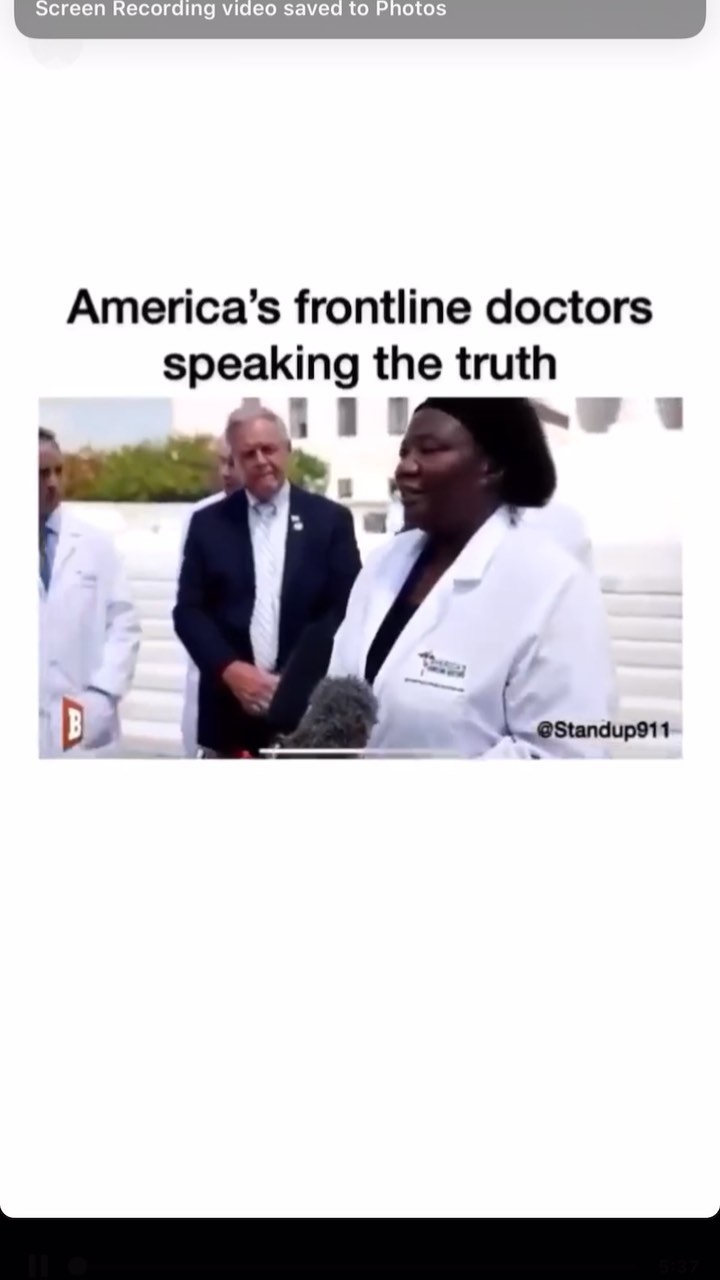 Screen Recording video saved to Photos
America's frontline doctors
speaking the truth
B
@Standup911